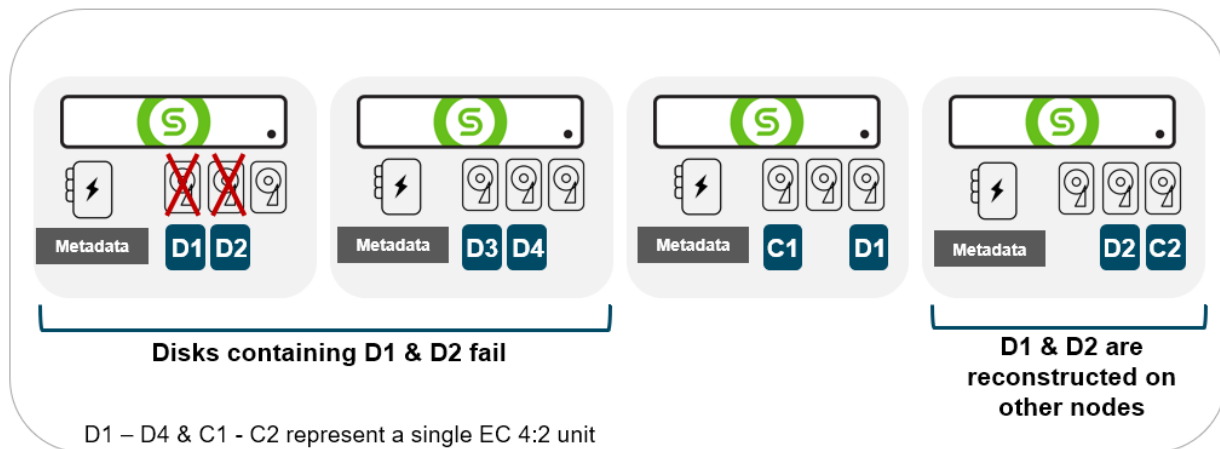 S S S S
Metadata D1 D2 Metadata D3 D4 Metadata C1 D1 Metadata D2 C2
Disks containing D1 & D2 fail
D1 & D2 are
reconstructed on
other nodes
D1 – D4 & C1 - C2 represent a single EC 4:2 unit